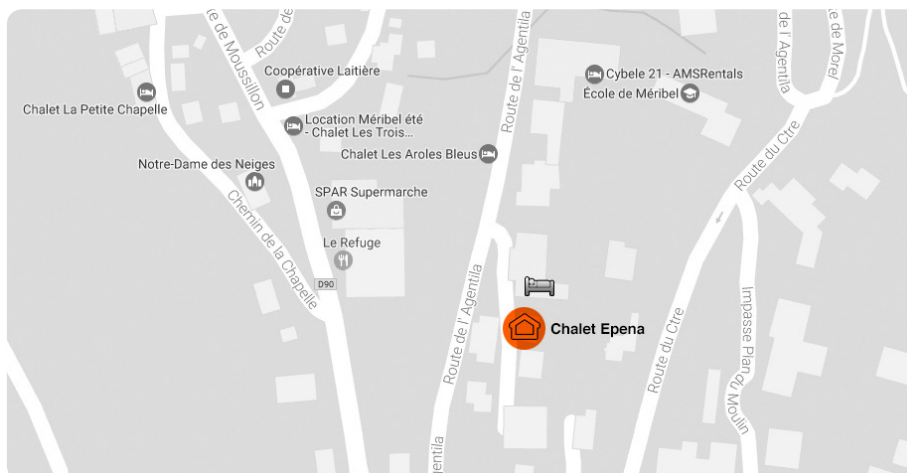 Route de Moussillon
Route de
Coopérative Laitière
Chalet La Petite Chapelle
Location Méribel été
- Chalet Les Trois...
Notre-Dame des Neiges
SPAR Supermarche
Chemin de la Chapelle
Le Refuge
D90
Route de l' Agentila
Chalet Les Aroles Bleus
Cybele 21 - AMSRentals
École de Méribel
de l' Agentila
Route de Morel
Route du Ctre
Route de l' Agentila
Chalet Epena
Route du Ctre
Impasse Plan du Moulin
Agentila